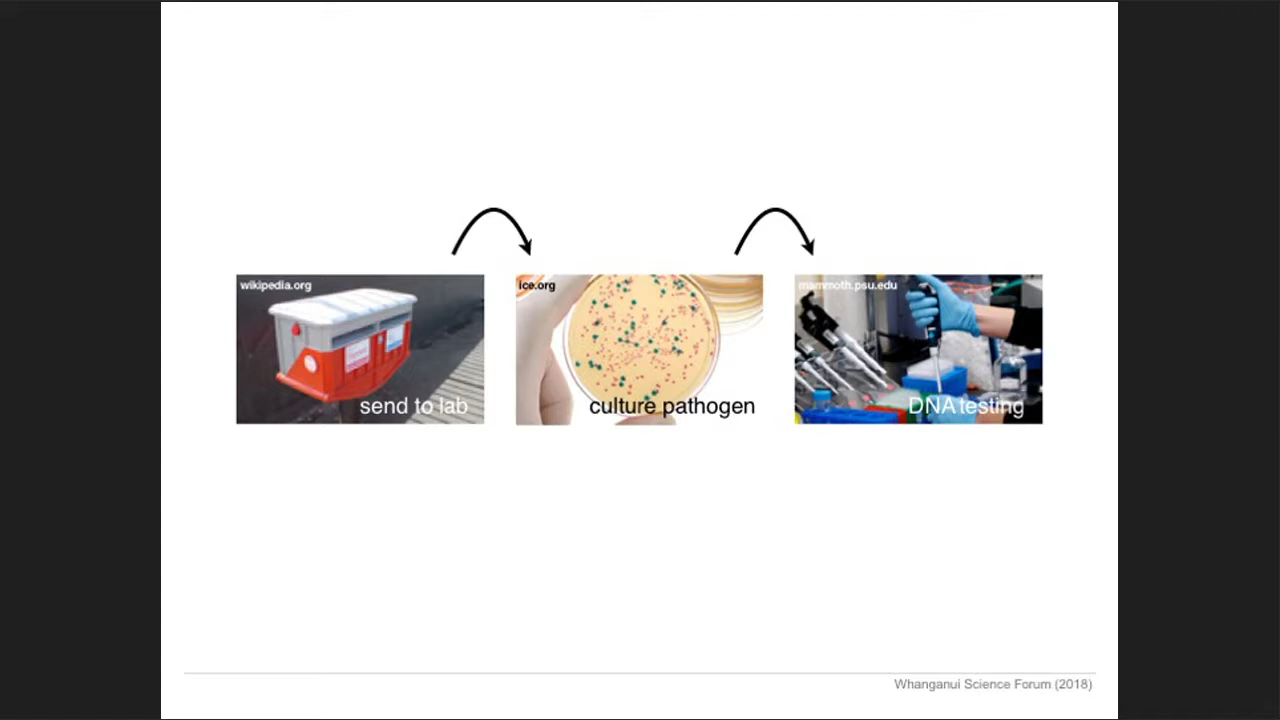 wikipedia.org
send to lab
ice.org
culture pathogen
mammoth.psu.edu
DNA testing
Whanganui Science Forum (2018)